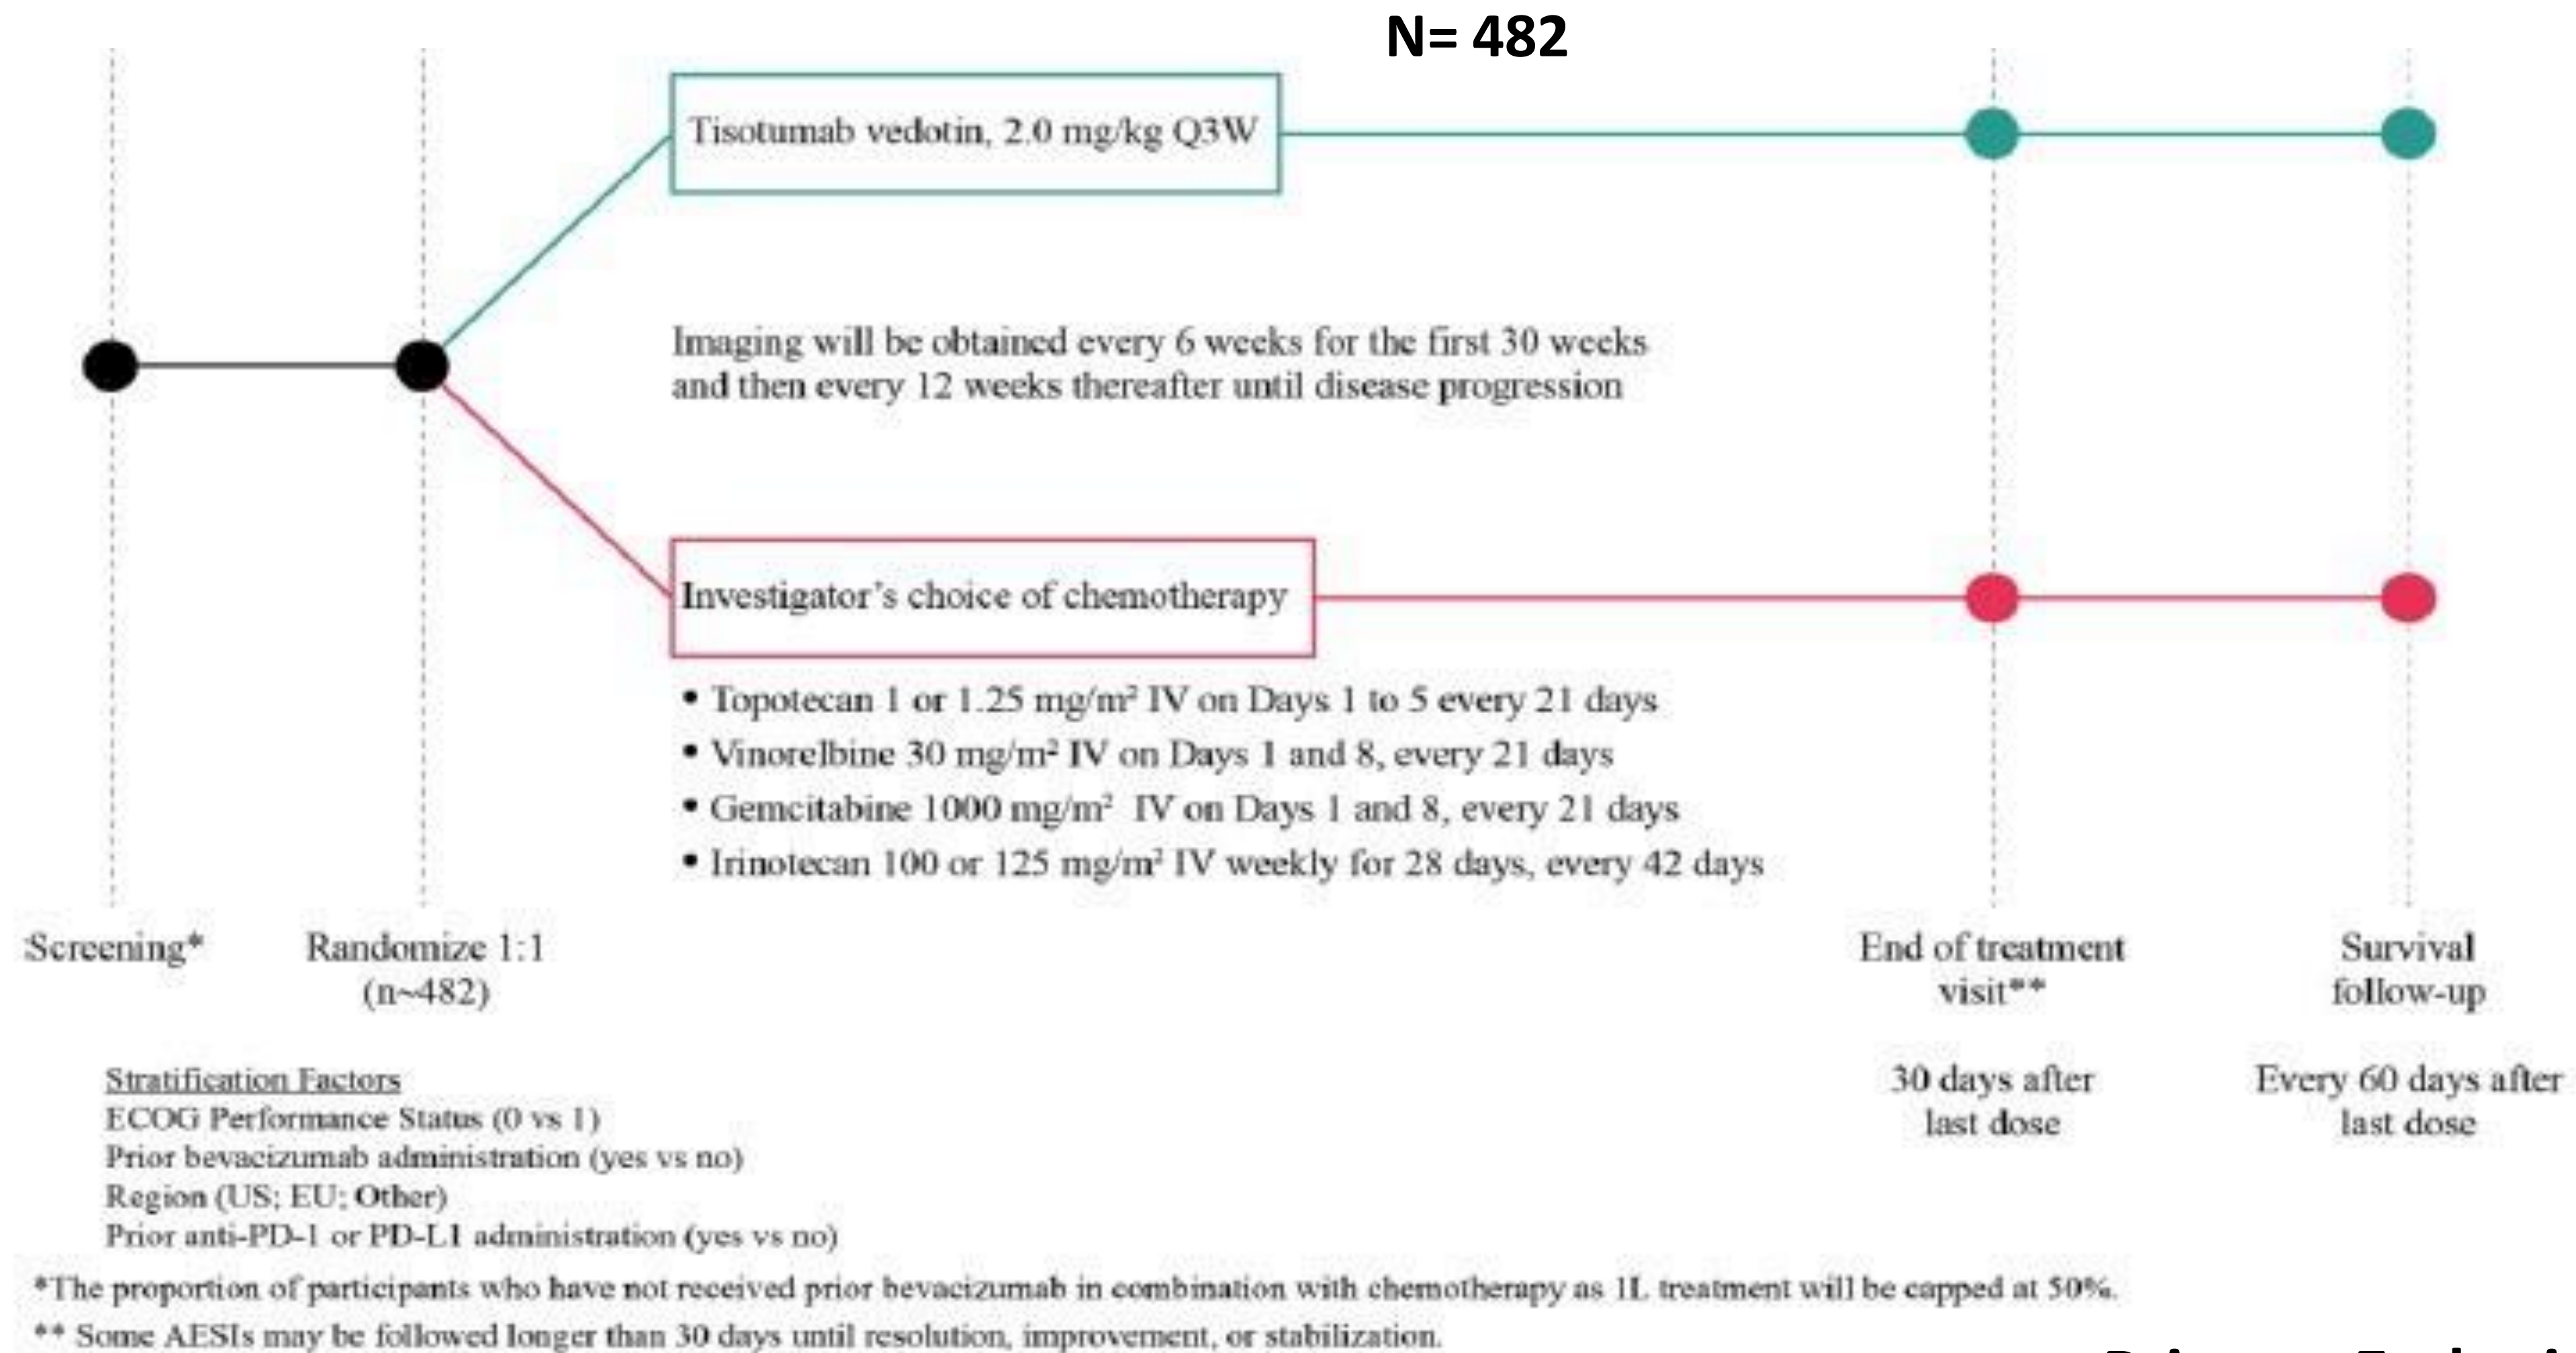 N= 482
Tisotumab vedotin, 2.0 mg/kg Q3W
Imaging will be obtained every 6 weeks for the first 30 weeks
and then every 12 weeks thereafter until disease progression
Investigator's choice of chemotherapy
• Topotecan 1 or 1.25 mg/m² IV on Days 1 to 5 every 21 days
• Vinorelbine 30 mg/m² IV on Days 1 and 8, every 21 days
• Gemcitabine 1000 mg/m² IV on Days 1 and 8, every 21 days
• Irinotecan 100 or 125 mg/m² IV weekly for 28 days, every 42 days
Screening*
Randomize 1:1
(n~482)
End of treatment
visit**
Survival
follow-up
30 days after
last dose
Every 60 days after
last dose
Stratification Factors
ECOG Performance Status (0 vs 1)
Prior bevacizumab administration (yes vs no)
Region (US; EU; Other)
Prior anti-PD-1 or PD-L1 administration (yes vs no)
*The proportion of participants who have not received prior bevacizumab in combination with chemotherapy as 1L treatment will be capped at 50%.
** Some AESIs may be followed longer than 30 days until resolution, improvement, or stabilization.